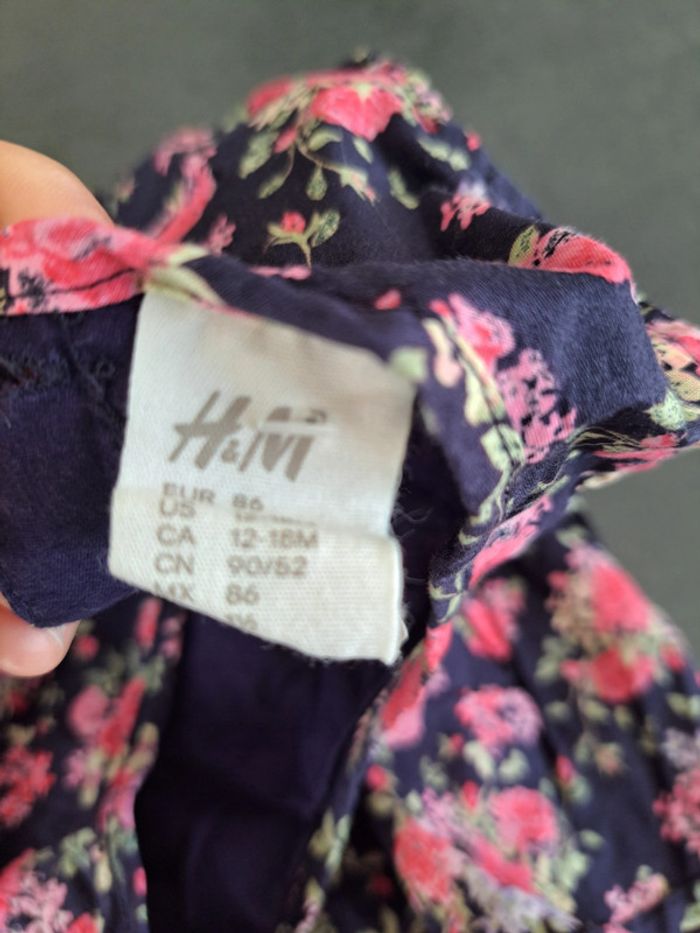 H&M
EUR 86
US
CA 12-18M
CN 90/52
MX 86